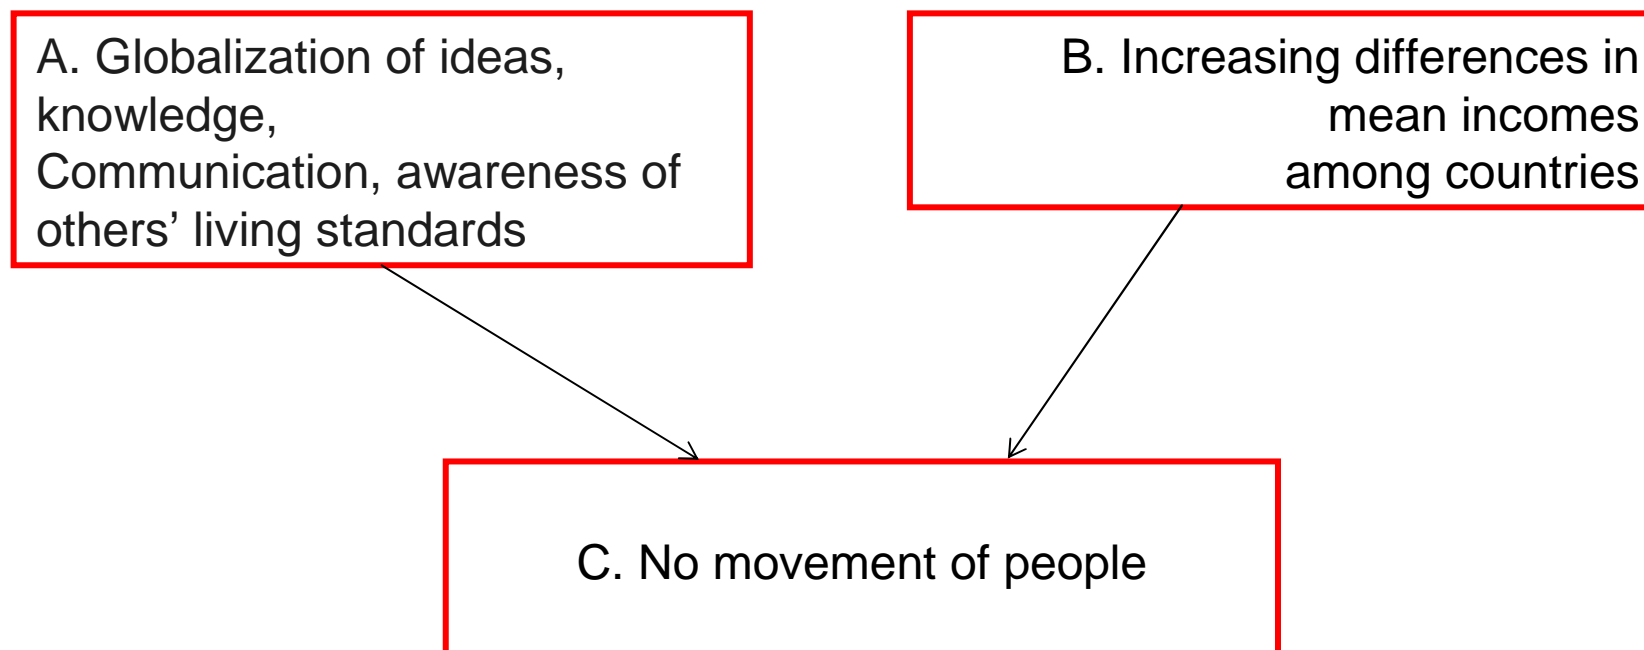 A. Globalization of ideas,
knowledge,
Communication, awareness of
others’ living standards
B. Increasing differences in
mean incomes
among countries
C. No movement of people